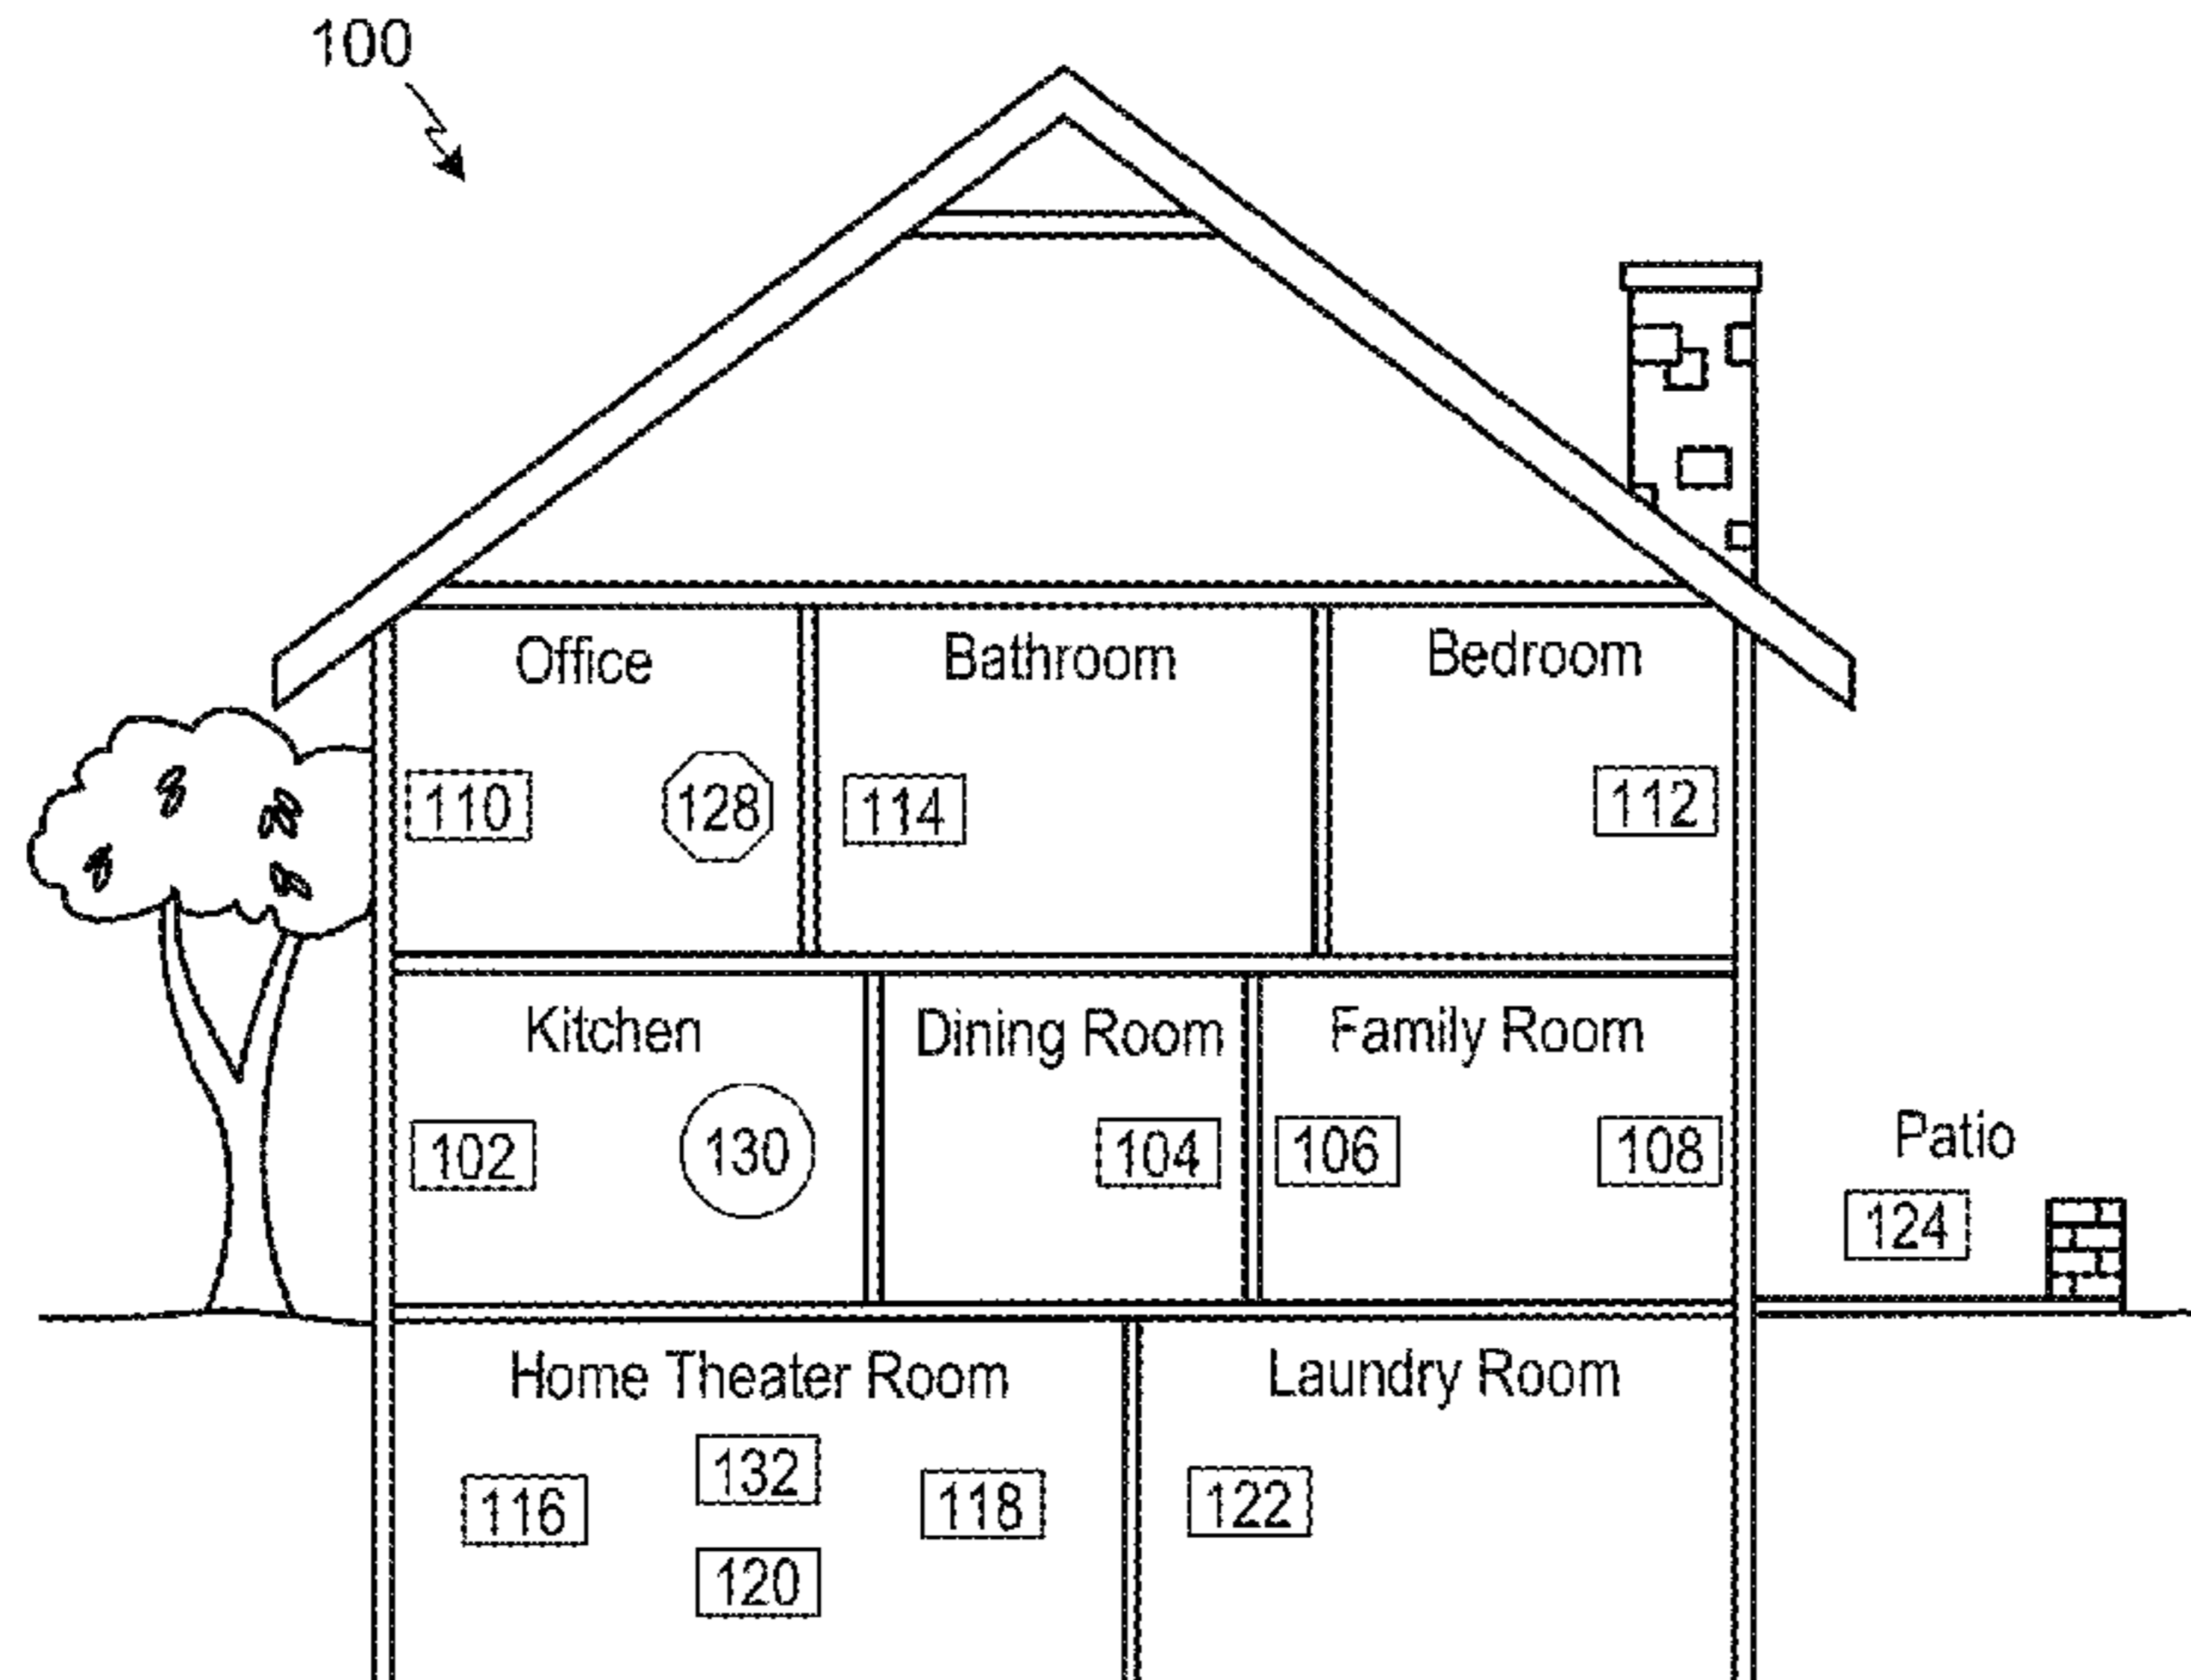 100
Office Bathroom Bedroom
110 128 114 112
Kitchen Dining Room Family Room
102 130 104 106 108
Patio
124
Home Theater Room Laundry Room
132
116 118 122
120